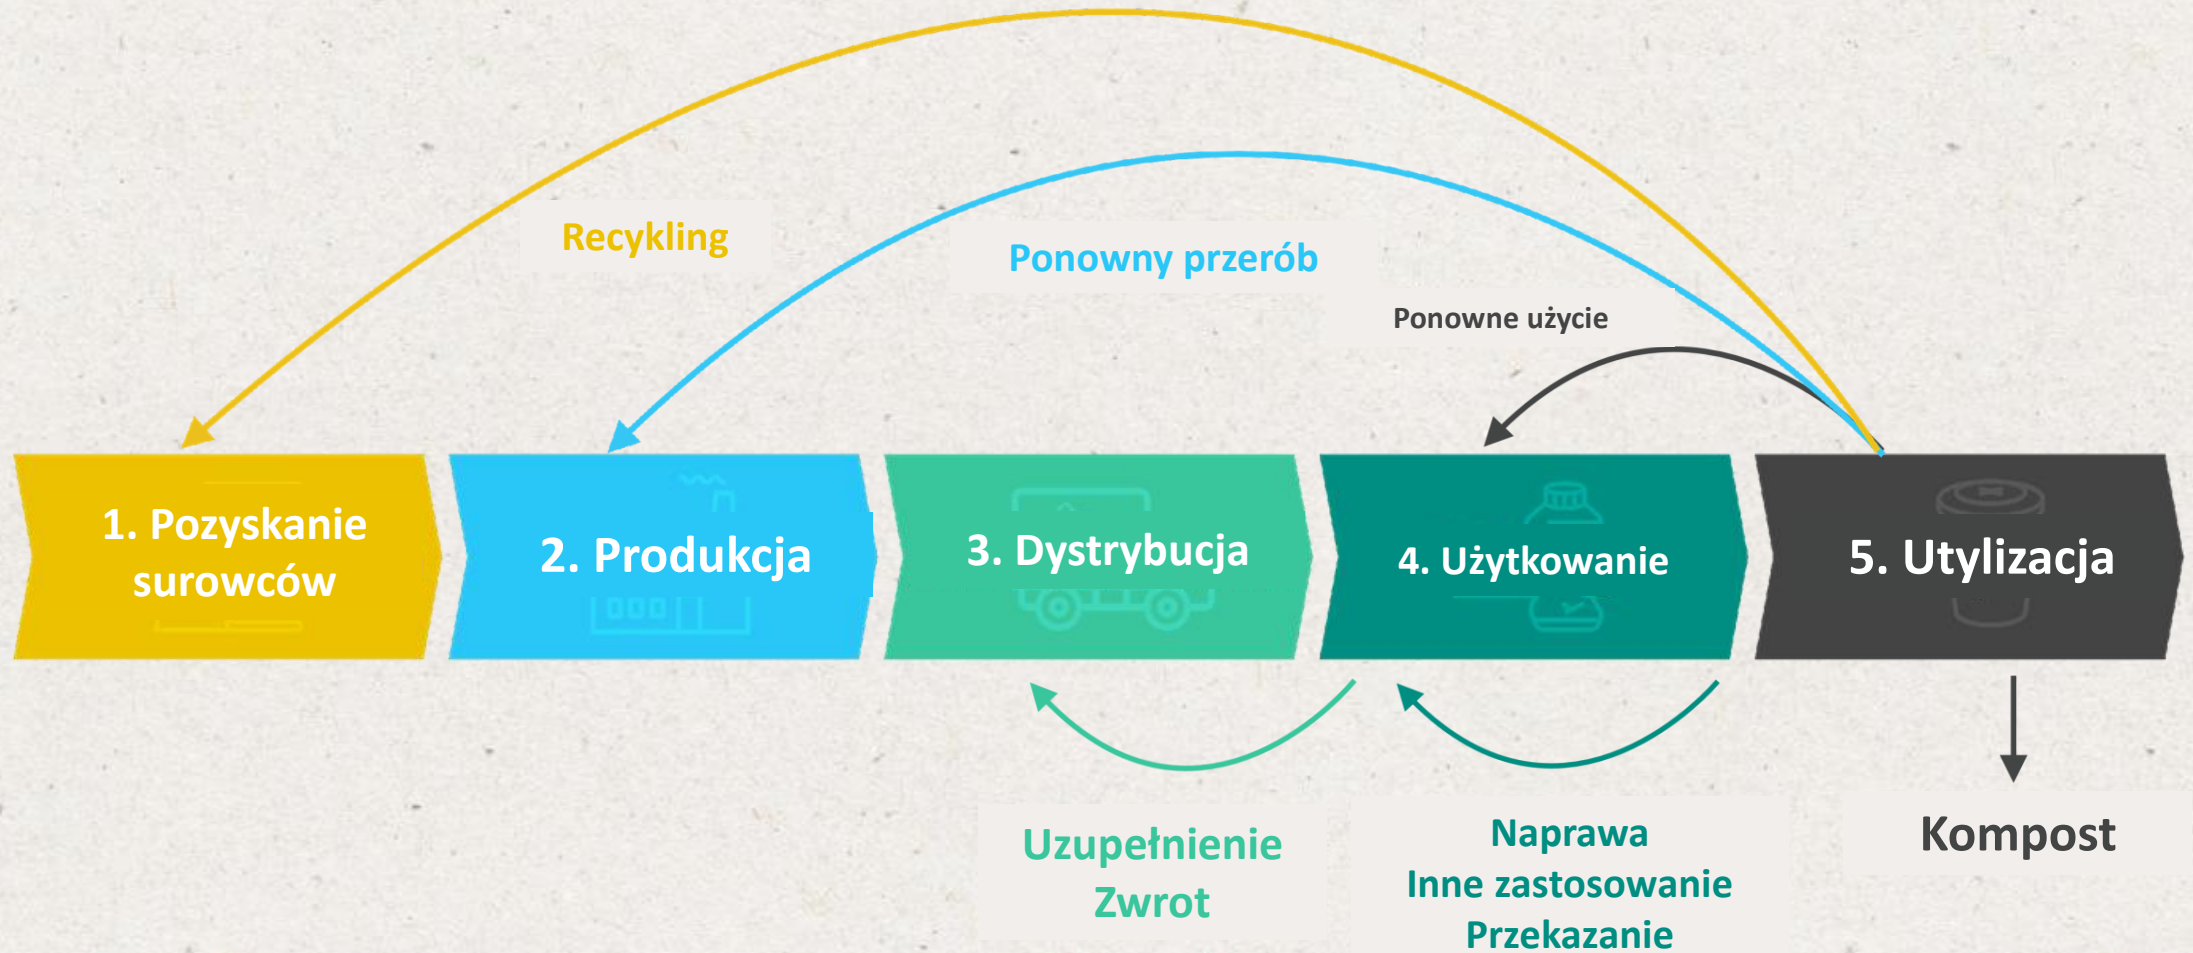 Recykling
Ponowny przerób
Ponowne użycie
1. Pozyskanie
surowców
2. Produkcja
3. Dystrybucja
4. Użytkowanie
5. Utylizacja
Uzupełnienie
Zwrot
Naprawa
Inne zastosowanie
Przekazanie
Kompost